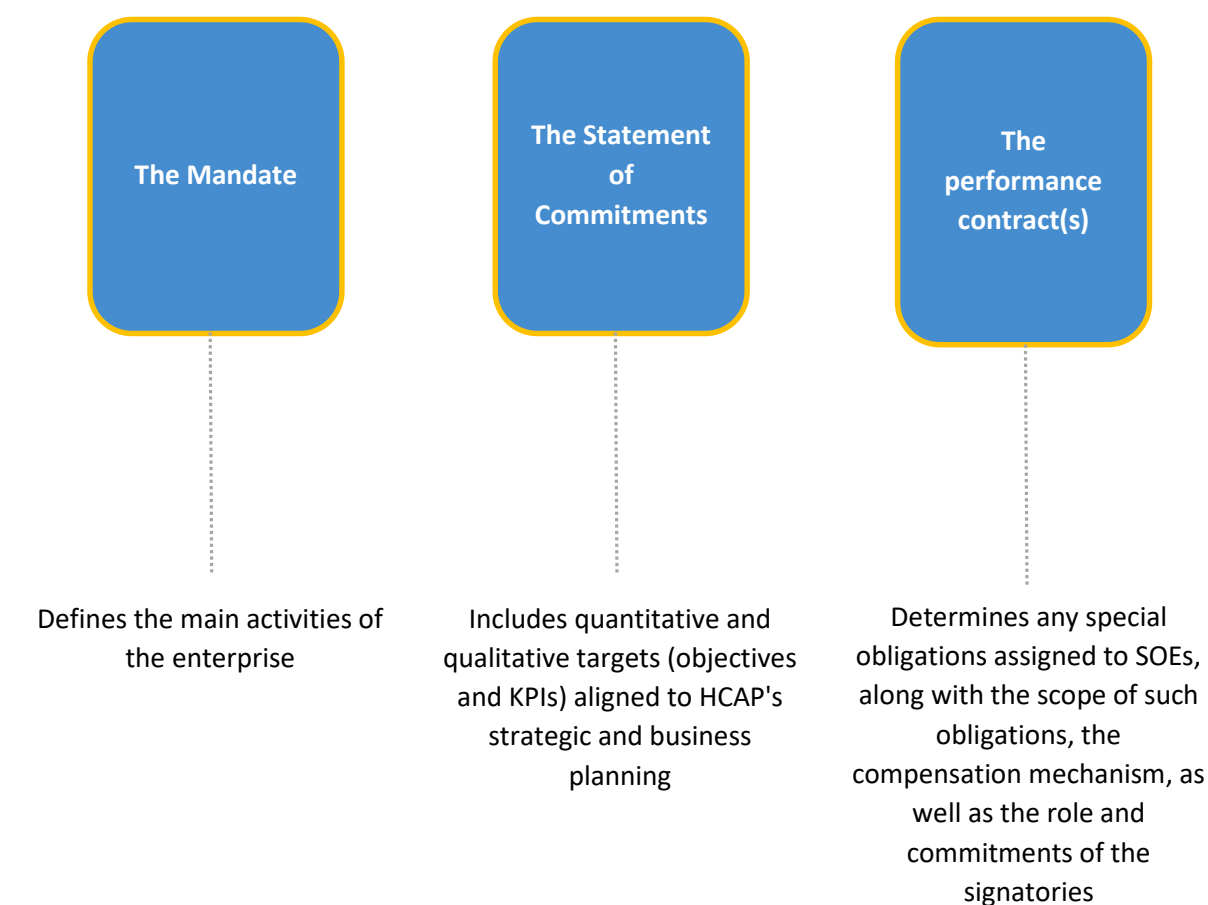 The Mandate
Defines the main activities of
the enterprise
The Statement
of
Commitments
Includes quantitative and
qualitative targets (objectives
and KPIs) aligned to HCAP's
strategic and business
planning
The
performance
contract(s)
Determines any special
obligations assigned to SOEs,
along with the scope of such
obligations, the
compensation mechanism, as
well as the role and
commitments of the
signatories